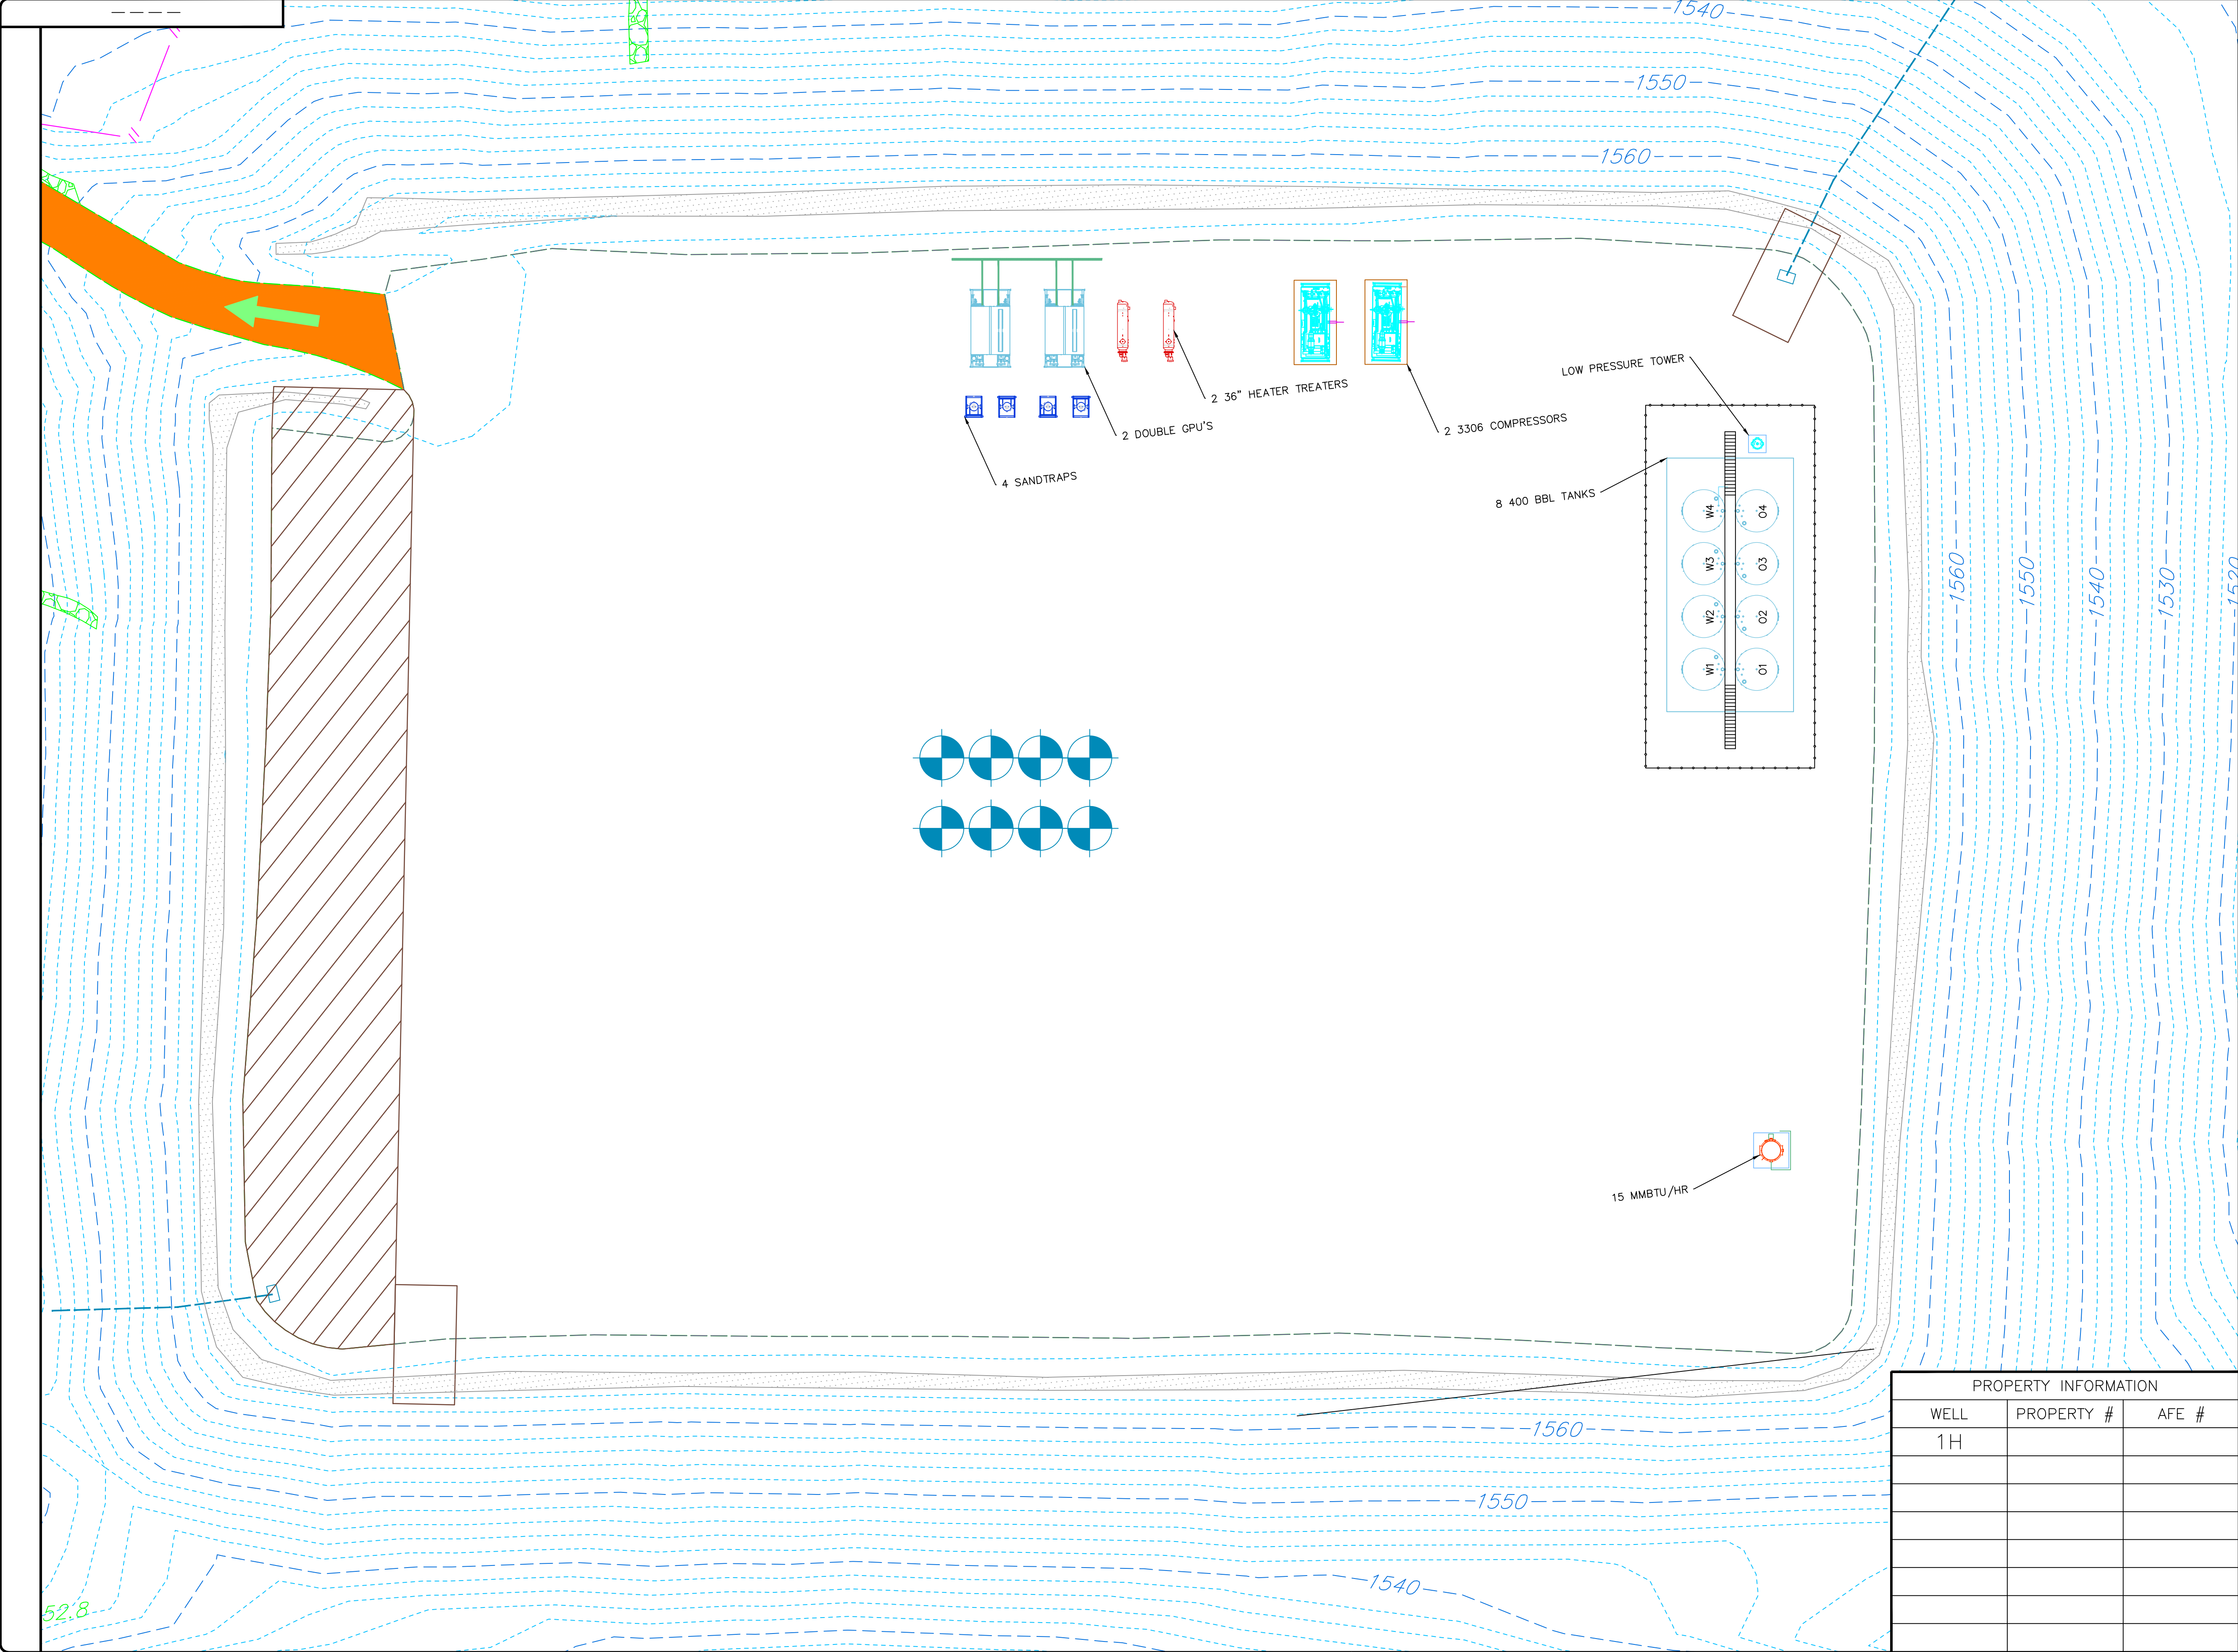 1540
1550
1560
LOW PRESSURE TOWER
2 36" HEATER TREATERS
2 3306 COMPRESSORS
2 DOUBLE GPU'S
4 SANDTRAPS
8 400 BBL TANKS
W4 O4
W3 O3
W2 O2
W1 O1
1560 1550 1540 1530 1520
15 MMBTU/HR
1560
1550
1540
52.8
PROPERTY INFORMATION
WELL PROPERTY # AFE #
1H